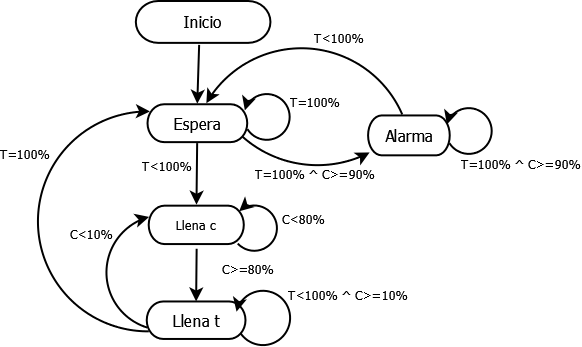 Inicio
T<100%
T=100%
Espera
Alarma
T=100%
T<100%
T=100% ^ C>=90%
T=100% ^ C>=90%
Llena c
C<80%
C<10%
C>=80%
T<100% ^ C>=10%
Llena t